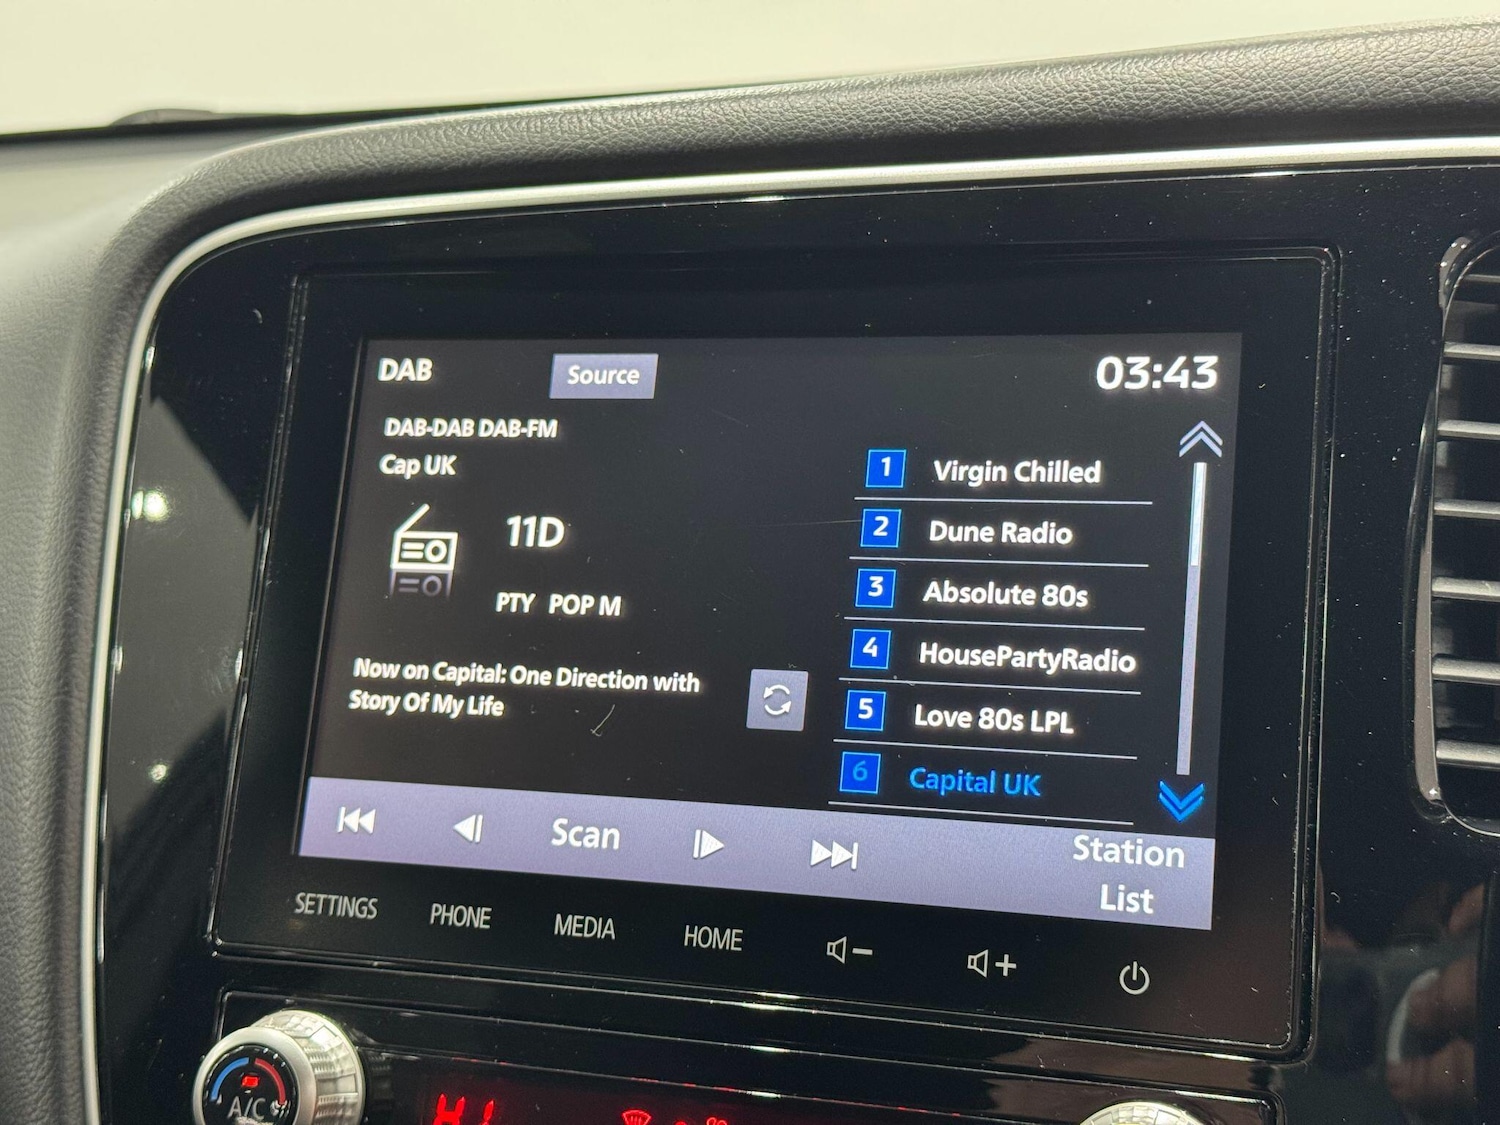 DAB
Source
03:43
DAB-DAB DAB-FM
Cap UK
11D
PTY POP M
Now on Capital: One Direction with
Story Of My Life
1 Virgin Chilled
2 Dune Radio
3 Absolute 80s
4 HousePartyRadio
5 Love 80s LPL
6 Capital UK
Scan
Station
List
SETTINGS
PHONE
MEDIA
HOME
A/C
HI